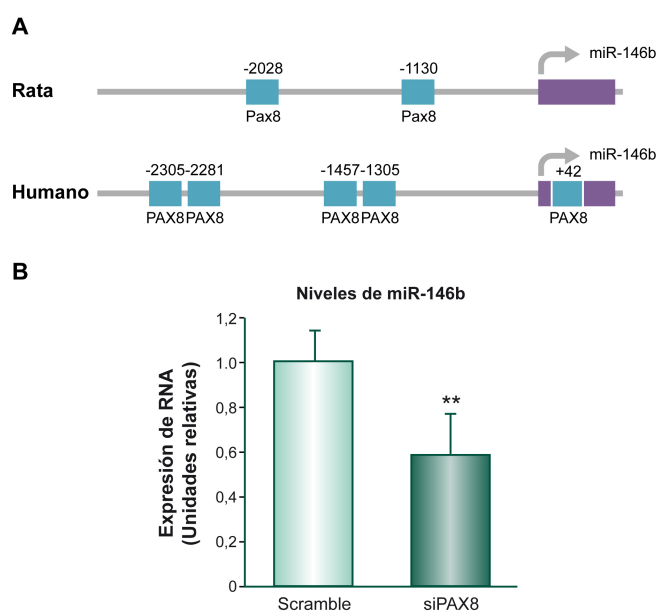 A
-2028 -1130 miR-146b
Rata
Pax8 Pax8
miR-146b
-2305 -2281 -1457 -1305 +42
Humano
PAX8 PAX8 PAX8 PAX8 PAX8
B
Niveles de miR-146b
Expresión de RNA
(Unidades relativas)
1,2
1.0
0,8
0,6
0,4
0,2
0
**
Scramble siPAX8